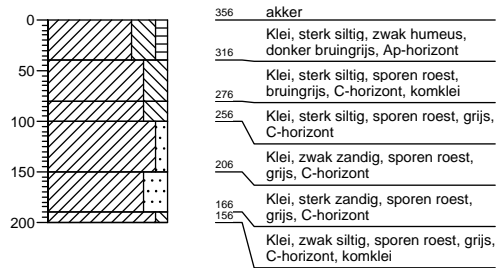 0
50
100
150
200
356 akker
Klei, sterk siltig, zwak humeus,
316 donker bruingrijs, Ap-horizont
Klei, sterk siltig, sporen roest,
276 bruingrijs, C-horizont, komklei
256 Klei, sterk siltig, sporen roest, grijs,
C-horizont
206 Klei, zwak zandig, sporen roest,
grijs, C-horizont
166 Klei, sterk zandig, sporen roest,
156 grijs, C-horizont
Klei, zwak siltig, sporen roest, grijs,
C-horizont, komklei